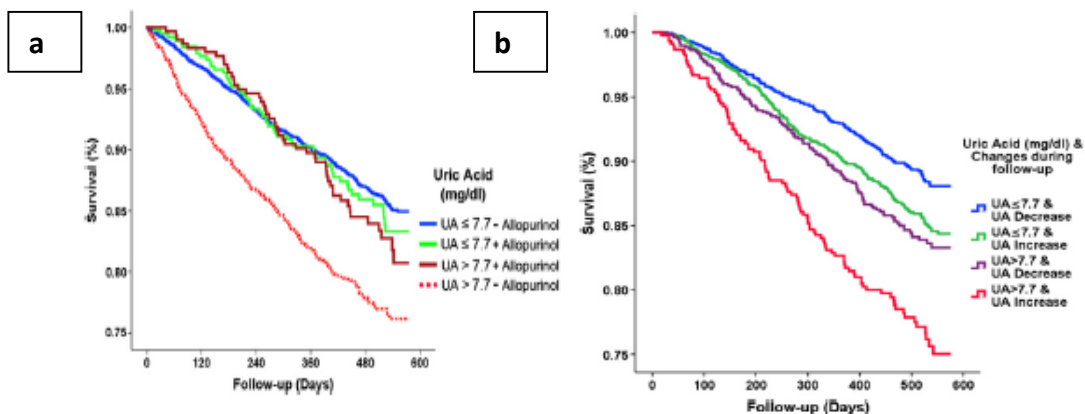 a
1.00
0.95
0.90
0.85
0.80
0.75
Survival (%)
0 120 240 360 480 600
Follow-up (Days)
Uric Acid
(mg/dl)
UA ≤ 7.7 – Allopurinol
UA ≤ 7.7 + Allopurinol
UA > 7.7 + Allopurinol
UA > 7.7 – Allopurinol
b
1.00
0.95
0.90
0.85
0.80
0.75
Survival (%)
0 100 200 300 400 500 600
Follow-up (Days)
Uric Acid (mg/dl) &
Changes during
follow-up
UA ≤7.7 &
UA Decrease
UA ≤7.7 &
UA Increase
UA>7.7 &
UA Decrease
UA>7.7 &
UA Increase